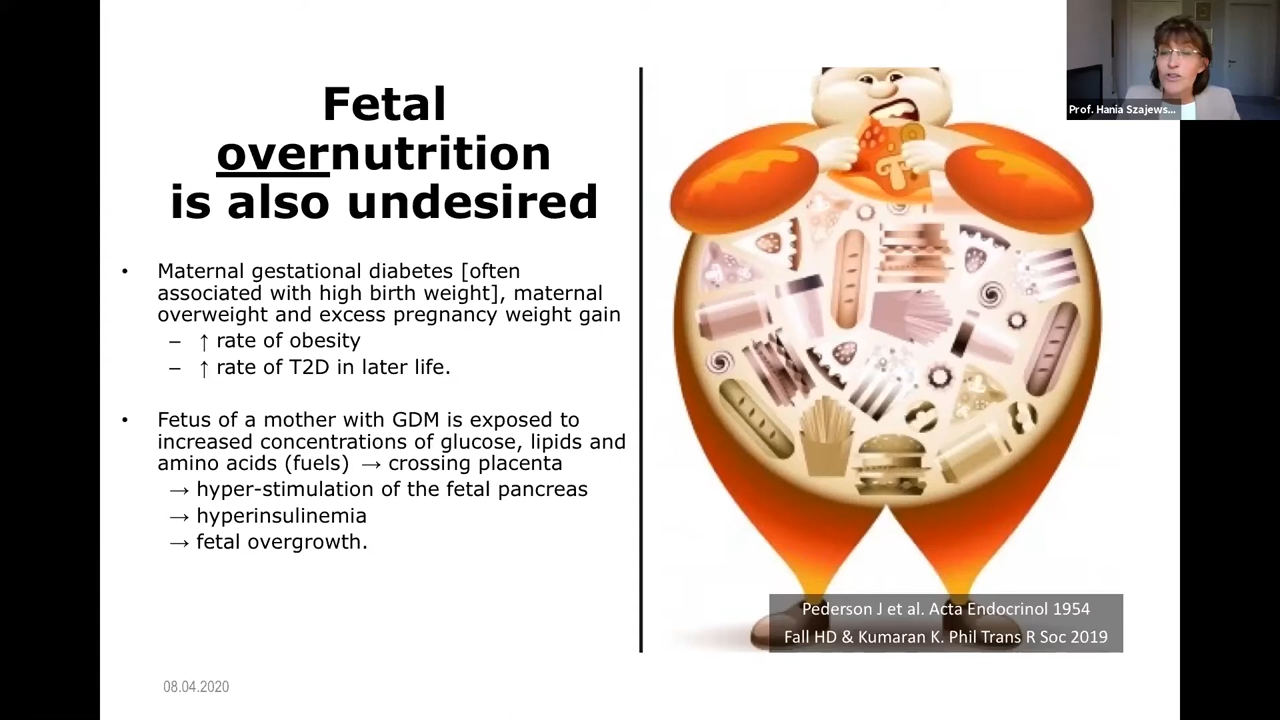 Fetal
overnutrition
is also undesired
• Maternal gestational diabetes [often
associated with high birth weight], maternal
overweight and excess pregnancy weight gain
– ↑ rate of obesity
– ↑ rate of T2D in later life.
• Fetus of a mother with GDM is exposed to
increased concentrations of glucose, lipids and
amino acids (fuels) → crossing placenta
→ hyper-stimulation of the fetal pancreas
→ hyperinsulinemia
→ fetal overgrowth.
Pederson J et al. Acta Endocrinol 1954
Fall HD & Kumaran K. Phil Trans R Soc 2019
08.04.2020
Prof. Hania Szajews...